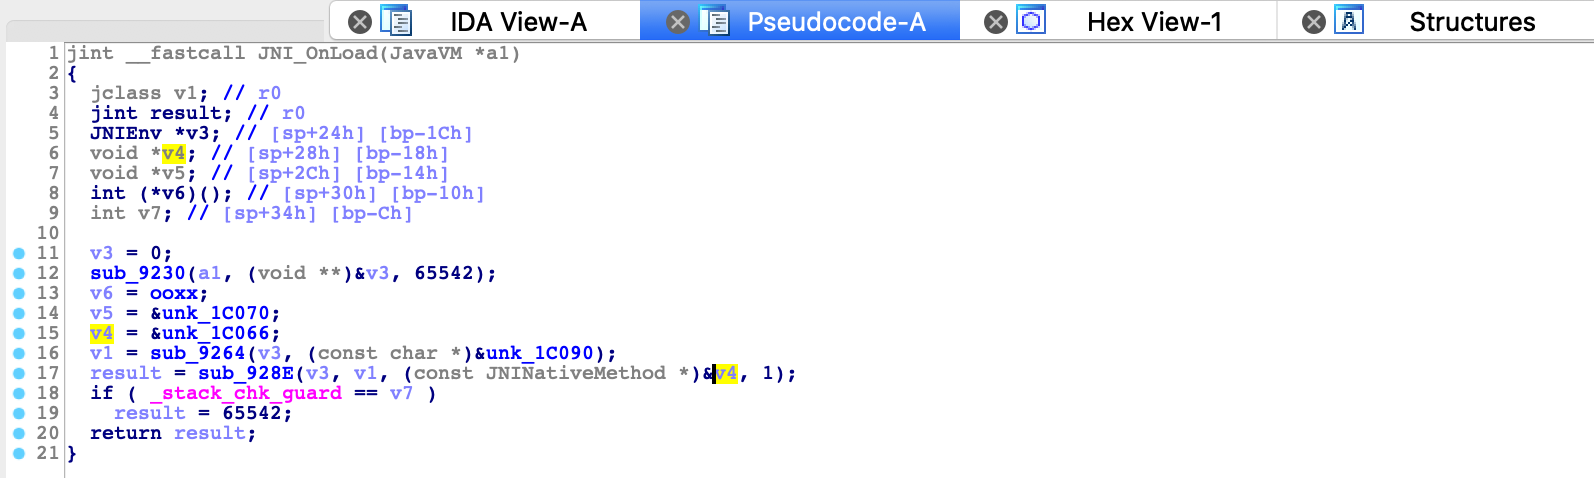 IDA View-A Pseudocode-A Hex View-1 Structures
1 jint __fastcall JNI_OnLoad(JavaVM *a1)
2 {
3 jclass v1; // r0
4 jint result; // r0
5 JNIEnv *v3; // [sp+24h] [bp-1Ch]
6 void *v4; // [sp+28h] [bp-18h]
7 void *v5; // [sp+2Ch] [bp-14h]
8 int (*v6)(); // [sp+30h] [bp-10h]
9 int v7; // [sp+34h] [bp-Ch]
10
11 v3 = 0;
12 sub_9230(a1, (void **)&v3, 65542);
13 v6 = ooxx;
14 v5 = &unk_1C070;
15 v4 = &unk_1C066;
16 v1 = sub_9264(v3, (const char *)&unk_1C090);
17 result = sub_928E(v3, v1, (const JNINativeMethod *)&v4, 1);
18 if ( _stack_chk_guard == v7 )
19 result = 65542;
20 return result;
21 }